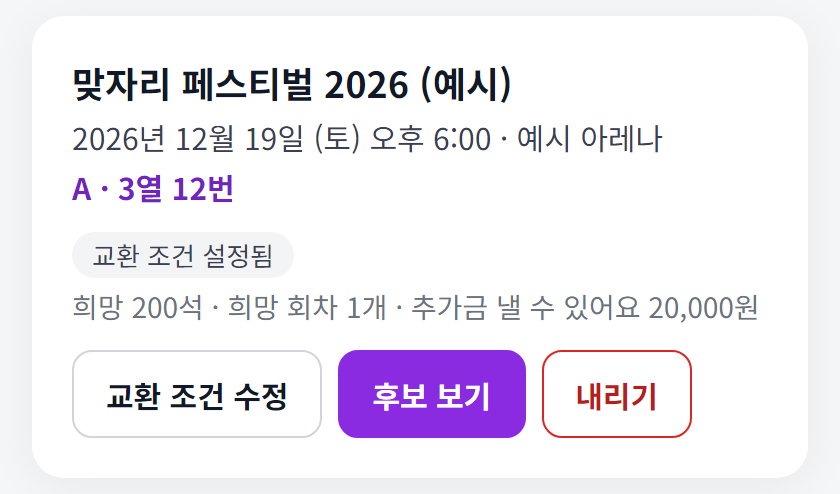 맞자리 페스티벌 2026 (예시)
2026년 12월 19일 (토) 오후 6:00 · 예시 아레나
A · 3열 12번
교환 조건 설정됨
희망 200석 · 희망 회차 1개 · 추가금 낼 수 있어요 20,000원
교환 조건 수정 후보 보기 내리기